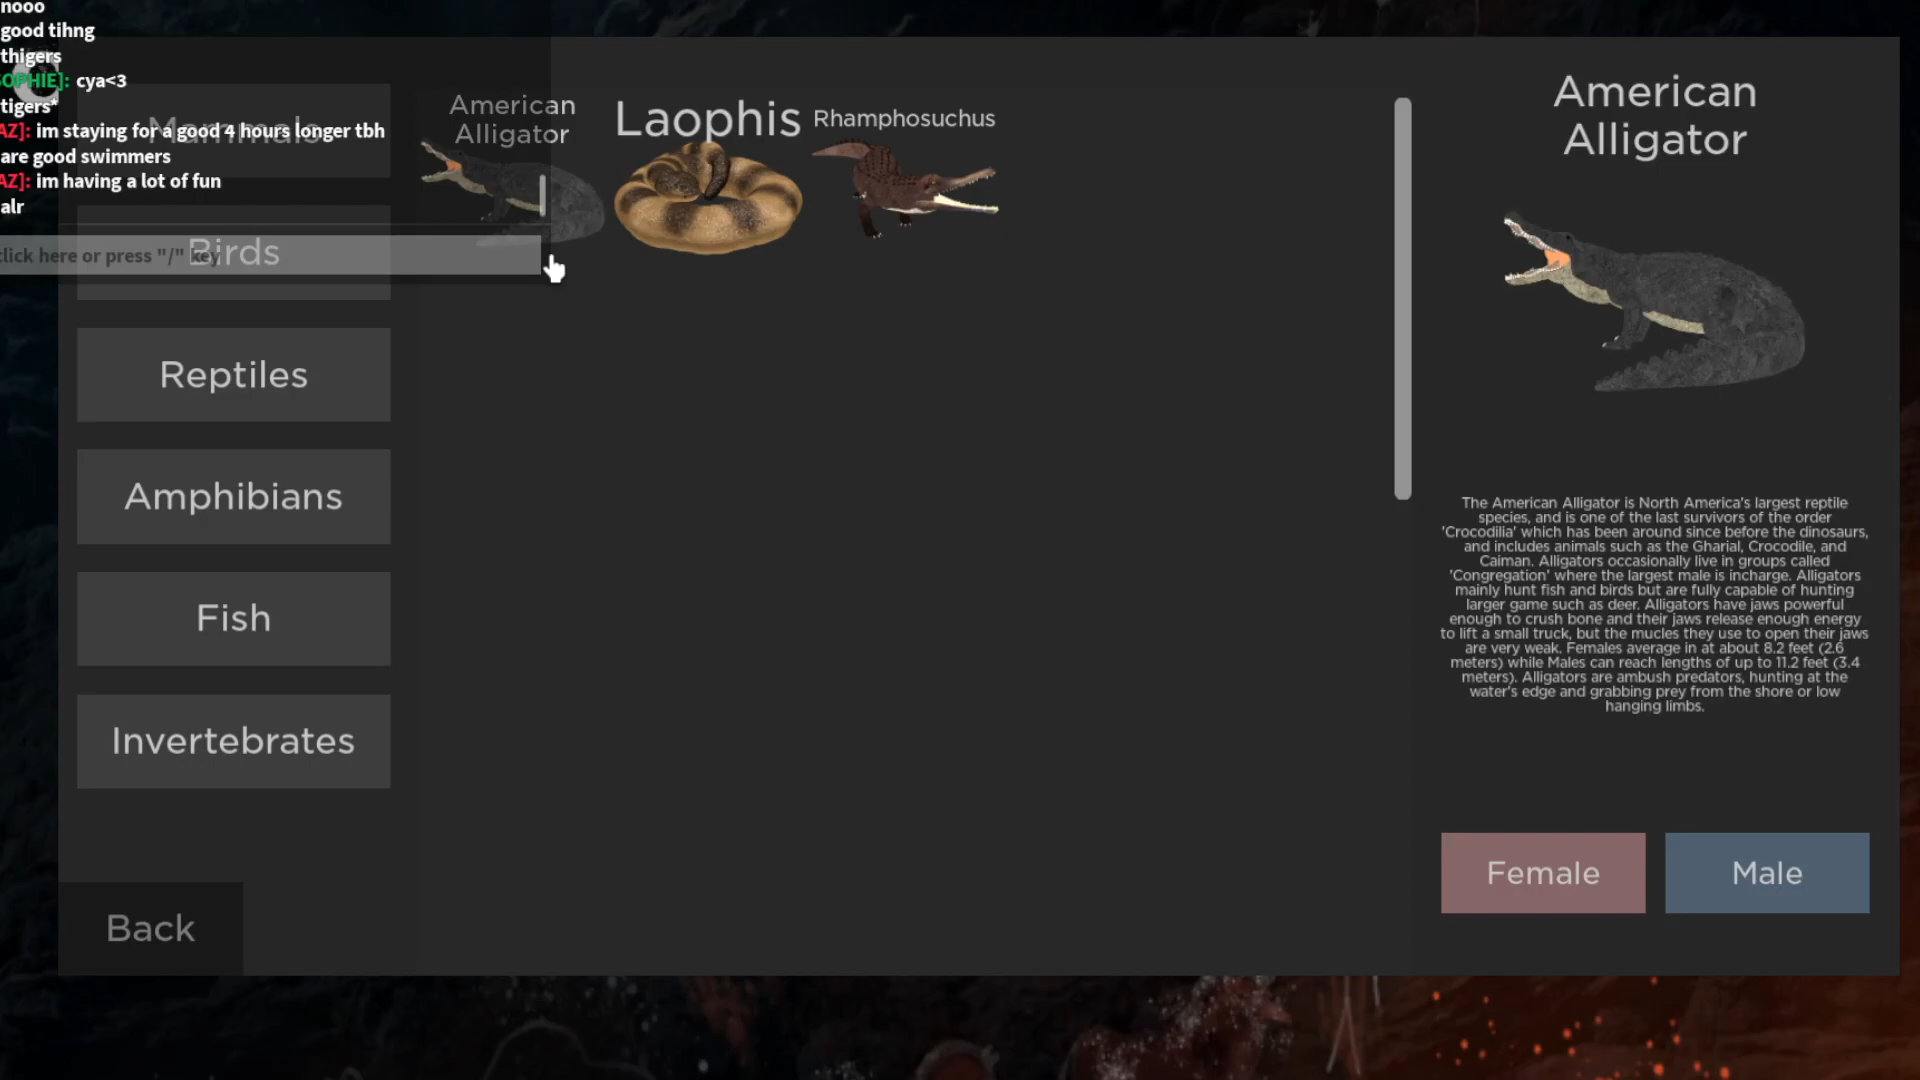 nooo
good tihng
thigers
SOPHIE]: cya<3
tigers*
AZ]: im staying for a good 4 hours longer tbh
are good swimmers
AZ]: im having a lot of fun
alr
click here or press "/" key
Mammals
Birds
Reptiles
Amphibians
Fish
Invertebrates
Back
American
Alligator
Laophis
Rhamphosuchus
American
Alligator
The American Alligator is North America's largest reptile
species, and is one of the last survivors of the order
'Crocodilia' which has been around since before the dinosaurs,
and includes animals such as the Gharial, Crocodile, and
Caiman. Alligators occasionally live in groups called
'Congregation' where the largest male is incharge. Alligators
mainly hunt fish and birds but are fully capable of hunting
larger game such as deer. Alligators have jaws powerful
enough to crush bone and their jaws release enough energy
to lift a small truck, but the mucles they use to open their jaws
are very weak. Females average in at about 8.2 feet (2.6
meters) while Males can reach lengths of up to 11.2 feet (3.4
meters). Alligators are ambush predators, hunting at the
water's edge and grabbing prey from the shore or low
hanging limbs.
Female
Male